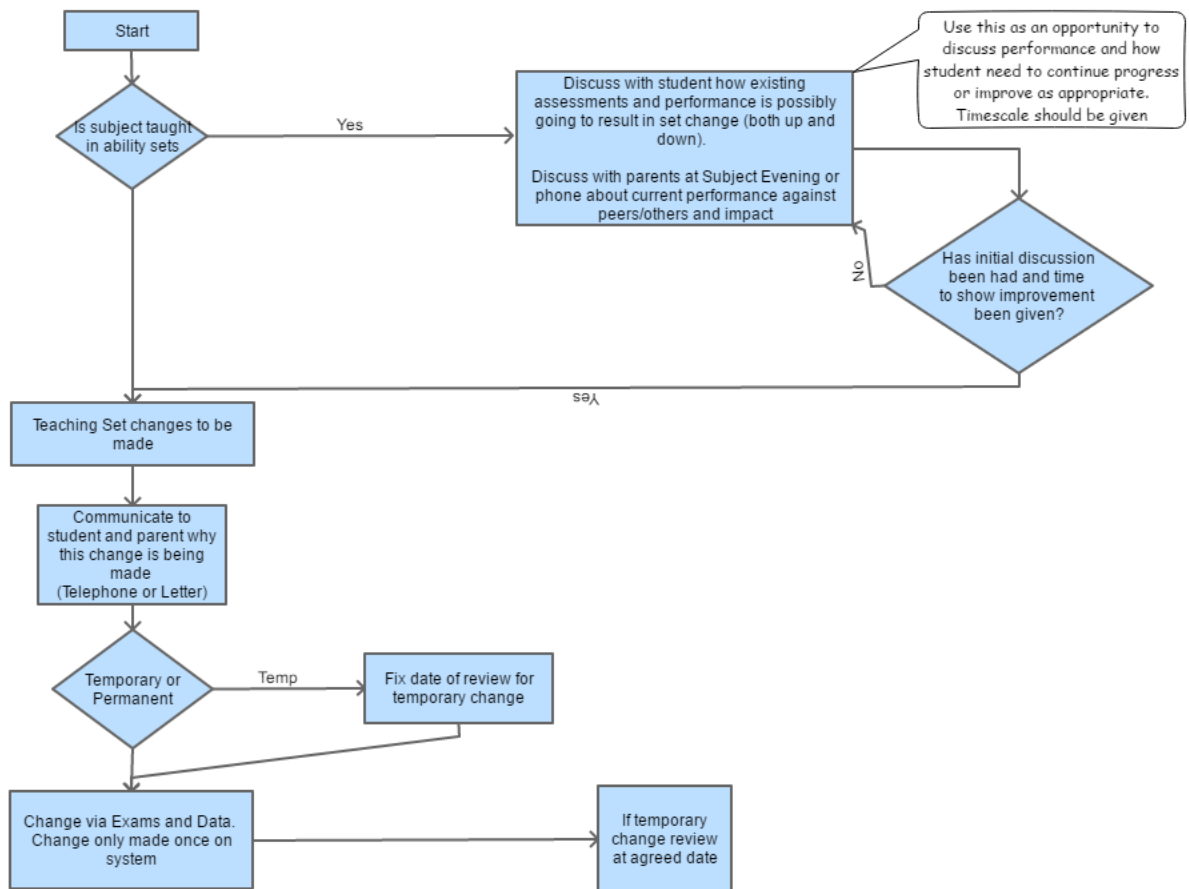 Start
Use this as an opportunity to
discuss performance and how
student need to continue progress
or improve as appropriate.
Timescale should be given
Is subject taught
in ability sets
Yes
Discuss with student how existing
assessments and performance is possibly
going to result in set change (both up and
down).
Discuss with parents at Subject Evening or
phone about current performance against
peers/others and impact
Has initial discussion
been had and time
to show improvement
been given?
No
Yes
Teaching Set changes to be
made
Communicate to
student and parent why
this change is being
made
(Telephone or Letter)
Temporary or
Permanent
Temp
Fix date of review for
temporary change
Change via Exams and Data.
Change only made once on
system
If temporary
change review
at agreed date